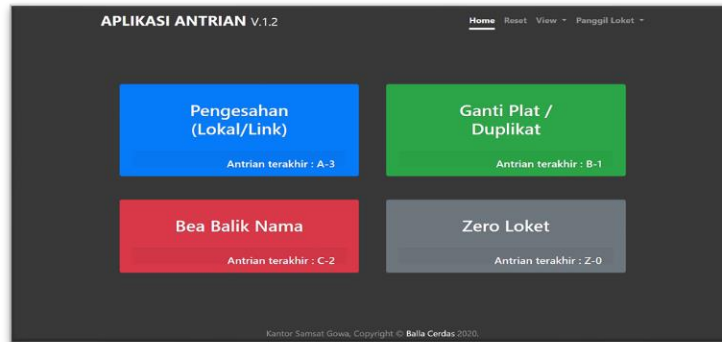 APLIKASI ANTRIAN V.1.2
Home Reset View Panggil Loket
Pengesahan
(Lokal/Link)
Antrian terakhir : A-3
Ganti Plat /
Duplikat
Antrian terakhir : B-1
Bea Balik Nama
Antrian terakhir : C-2
Zero Loket
Antrian terakhir : Z-0
Kantor Samsat Gowa, Copyright © Balla Cerdas 2020.